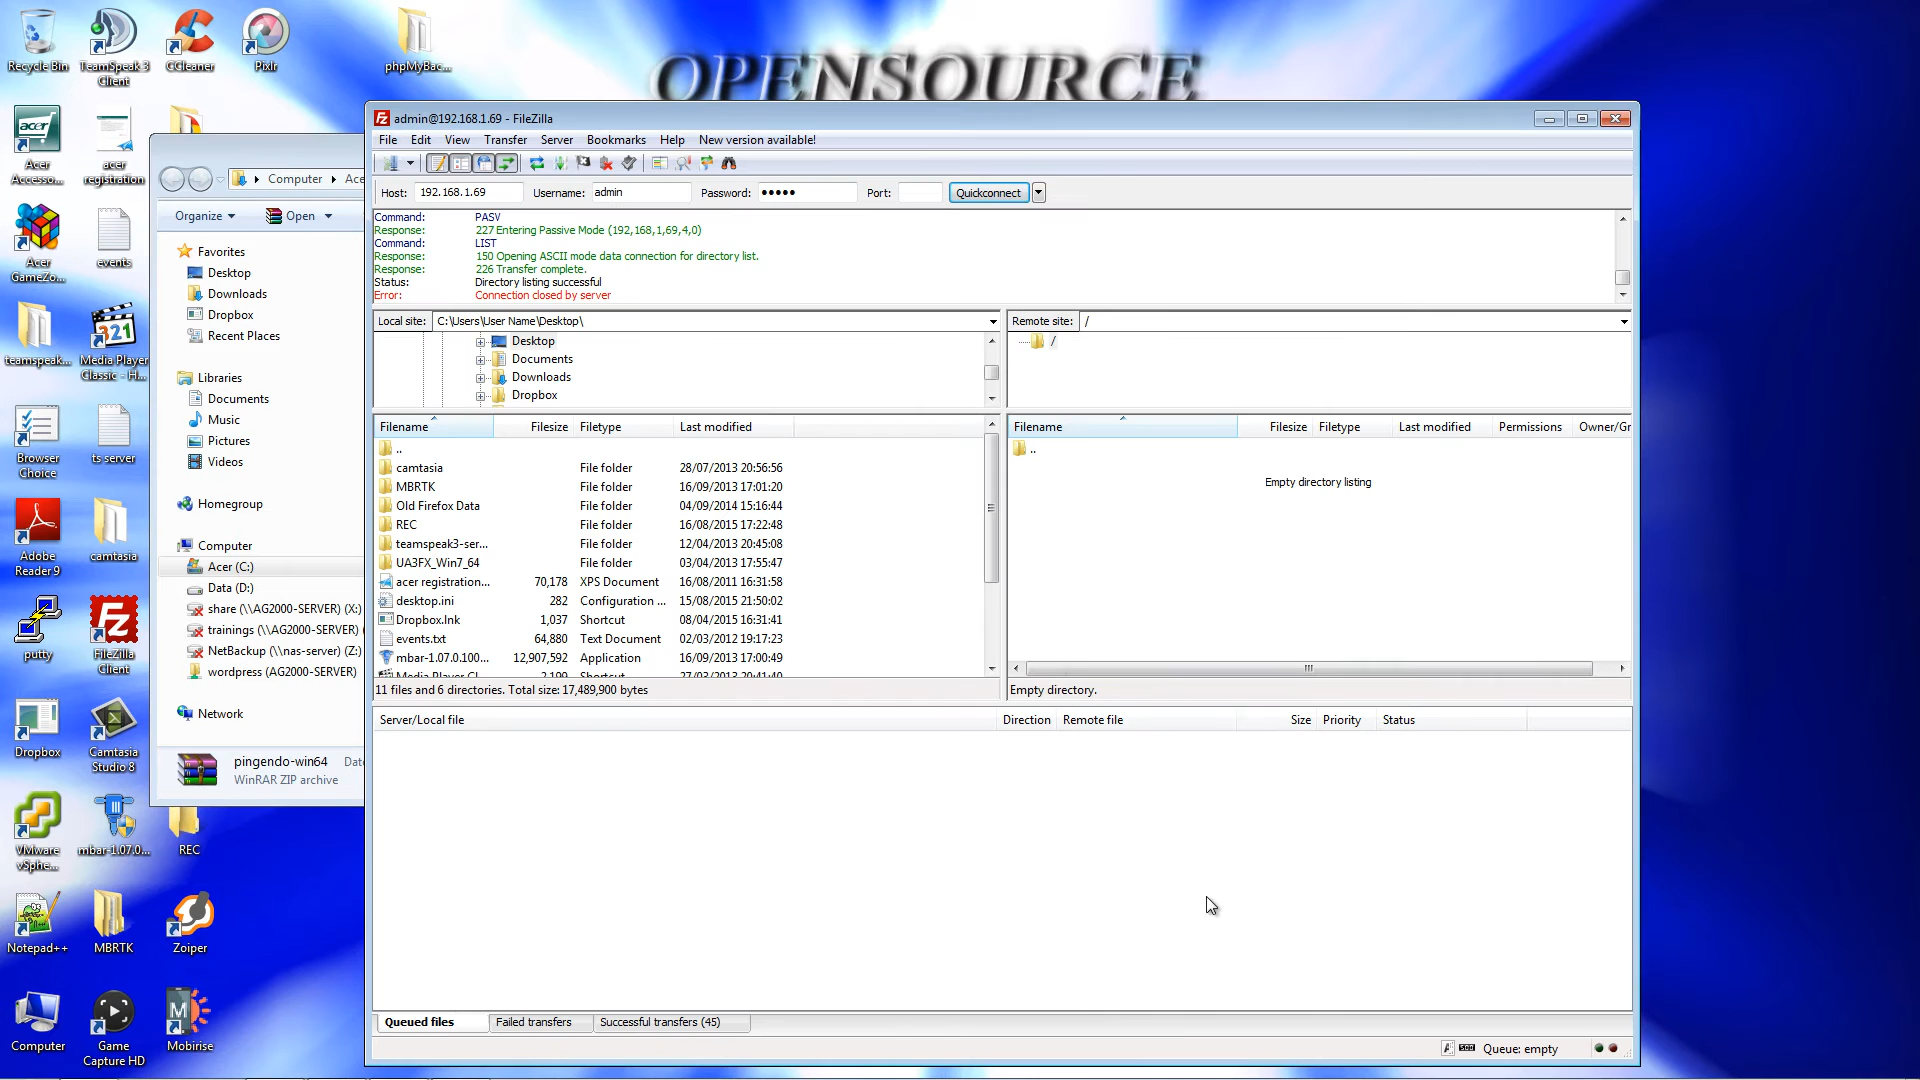 OPENSOURCE
Recycle Bin
TeamSpeak 3
Client
CCleaner
Pixlr
phpMyBac...
Acer
Accesso...
acer
registration
Acer
GameZo...
events
teamspeak...
Media Player
Classic - H...
Browser
Choice
ts server
Adobe
Reader 9
camtasia
putty
FileZilla
Client
Dropbox
Camtasia
Studio 8
VMware
vSphe...
mbar-1.07.0...
REC
Notepad++
MBRTK
Zoiper
Computer
Game
Capture HD
Mobirise
Computer
Ace
Organize
Open
Favorites
Desktop
Downloads
Dropbox
Recent Places
Libraries
Documents
Music
Pictures
Videos
Homegroup
Computer
Acer (C:)
Data (D:)
share (\\AG2000-SERVER) (X:)
trainings (\\AG2000-SERVER)
NetBackup (\\nas-server) (Z:)
wordpress (AG2000-SERVER)
Network
pingendo-win64 Date
WinRAR ZIP archive
admin@192.168.1.69 - FileZilla
File Edit View Transfer Server Bookmarks Help New version available!
Host: 192.168.1.69 Username: admin Password: ●●●●● Port: Quickconnect
Command: PASV
Response: 227 Entering Passive Mode (192,168,1,69,4,0)
Command: LIST
Response: 150 Opening ASCII mode data connection for directory list.
Response: 226 Transfer complete.
Status: Directory listing successful
Error: Connection closed by server
Local site: C:\Users\User Name\Desktop\
Desktop
Documents
Downloads
Dropbox
Remote site: /
/
Filename Filesize Filetype Last modified
..
camtasia File folder 28/07/2013 20:56:56
MBRTK File folder 16/09/2013 17:01:20
Old Firefox Data File folder 04/09/2014 15:16:44
REC File folder 16/08/2015 17:22:48
teamspeak3-ser... File folder 12/04/2013 20:45:08
UA3FX_Win7_64 File folder 03/04/2013 17:55:47
acer registration... 70,178 XPS Document 16/08/2011 16:31:58
desktop.ini 282 Configuration ... 15/08/2015 21:50:02
Dropbox.lnk 1,037 Shortcut 08/04/2015 16:31:41
events.txt 64,880 Text Document 02/03/2012 19:17:23
mbar-1.07.0.100... 12,907,592 Application 16/09/2013 17:00:49
Media Player Cl... 2,199 Shortcut 27/03/2013 20:41:40
11 files and 6 directories. Total size: 17,489,900 bytes
Filename Filesize Filetype Last modified Permissions Owner/Gr
..
Empty directory listing
Empty directory.
Server/Local file Direction Remote file Size Priority Status
Queued files Failed transfers Successful transfers (45)
Queue: empty